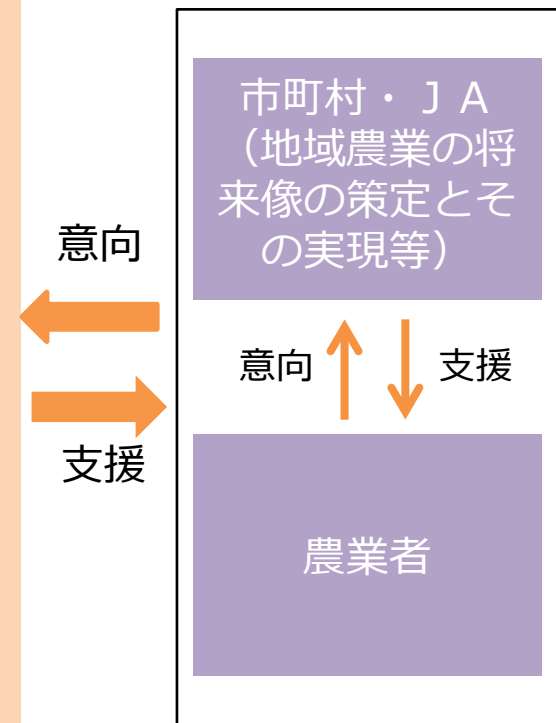 市町村・ＪＡ
（地域農業の将
来像の策定とそ
の実現等）
意向
意向
支援
支援
農業者